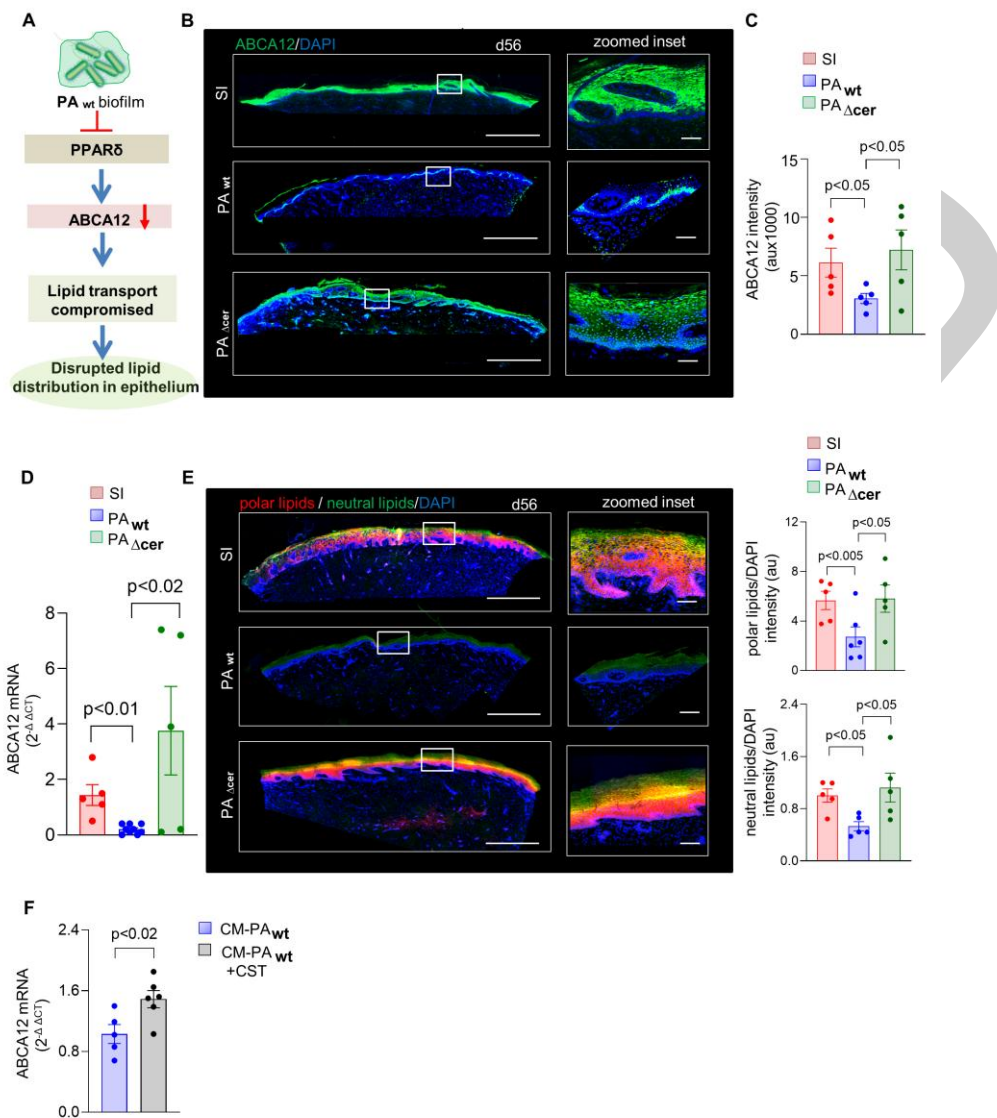 A
PA wt biofilm
PPARδ
ABCA12
Lipid transport
compromised
Disrupted lipid
distribution in epithelium
B
ABCA12/DAPI
d56
zoomed inset
SI
PA wt
PA Δcer
C
SI
PA wt
PA Δcer
p<0.05
p<0.05
ABCA12 intensity
(aux1000)
15
10
5
0
D
SI
PA wt
PA Δcer
p<0.02
p<0.01
ABCA12 mRNA
(2-Δ ΔCT)
8
6
4
2
0
E
polar lipids / neutral lipids/DAPI
d56
zoomed inset
SI
PA wt
PA Δcer
SI
PA wt
PA Δcer
p<0.05
p<0.005
polar lipids/DAPI
intensity (au)
12
9
6
3
0
p<0.05
p<0.05
neutral lipids/DAPI
intensity (au)
2.4
1.6
0.8
0.0
F
CM-PA wt
CM-PA wt
+CST
p<0.02
ABCA12 mRNA
(2-Δ ΔCT)
2.4
1.6
0.8
0.0